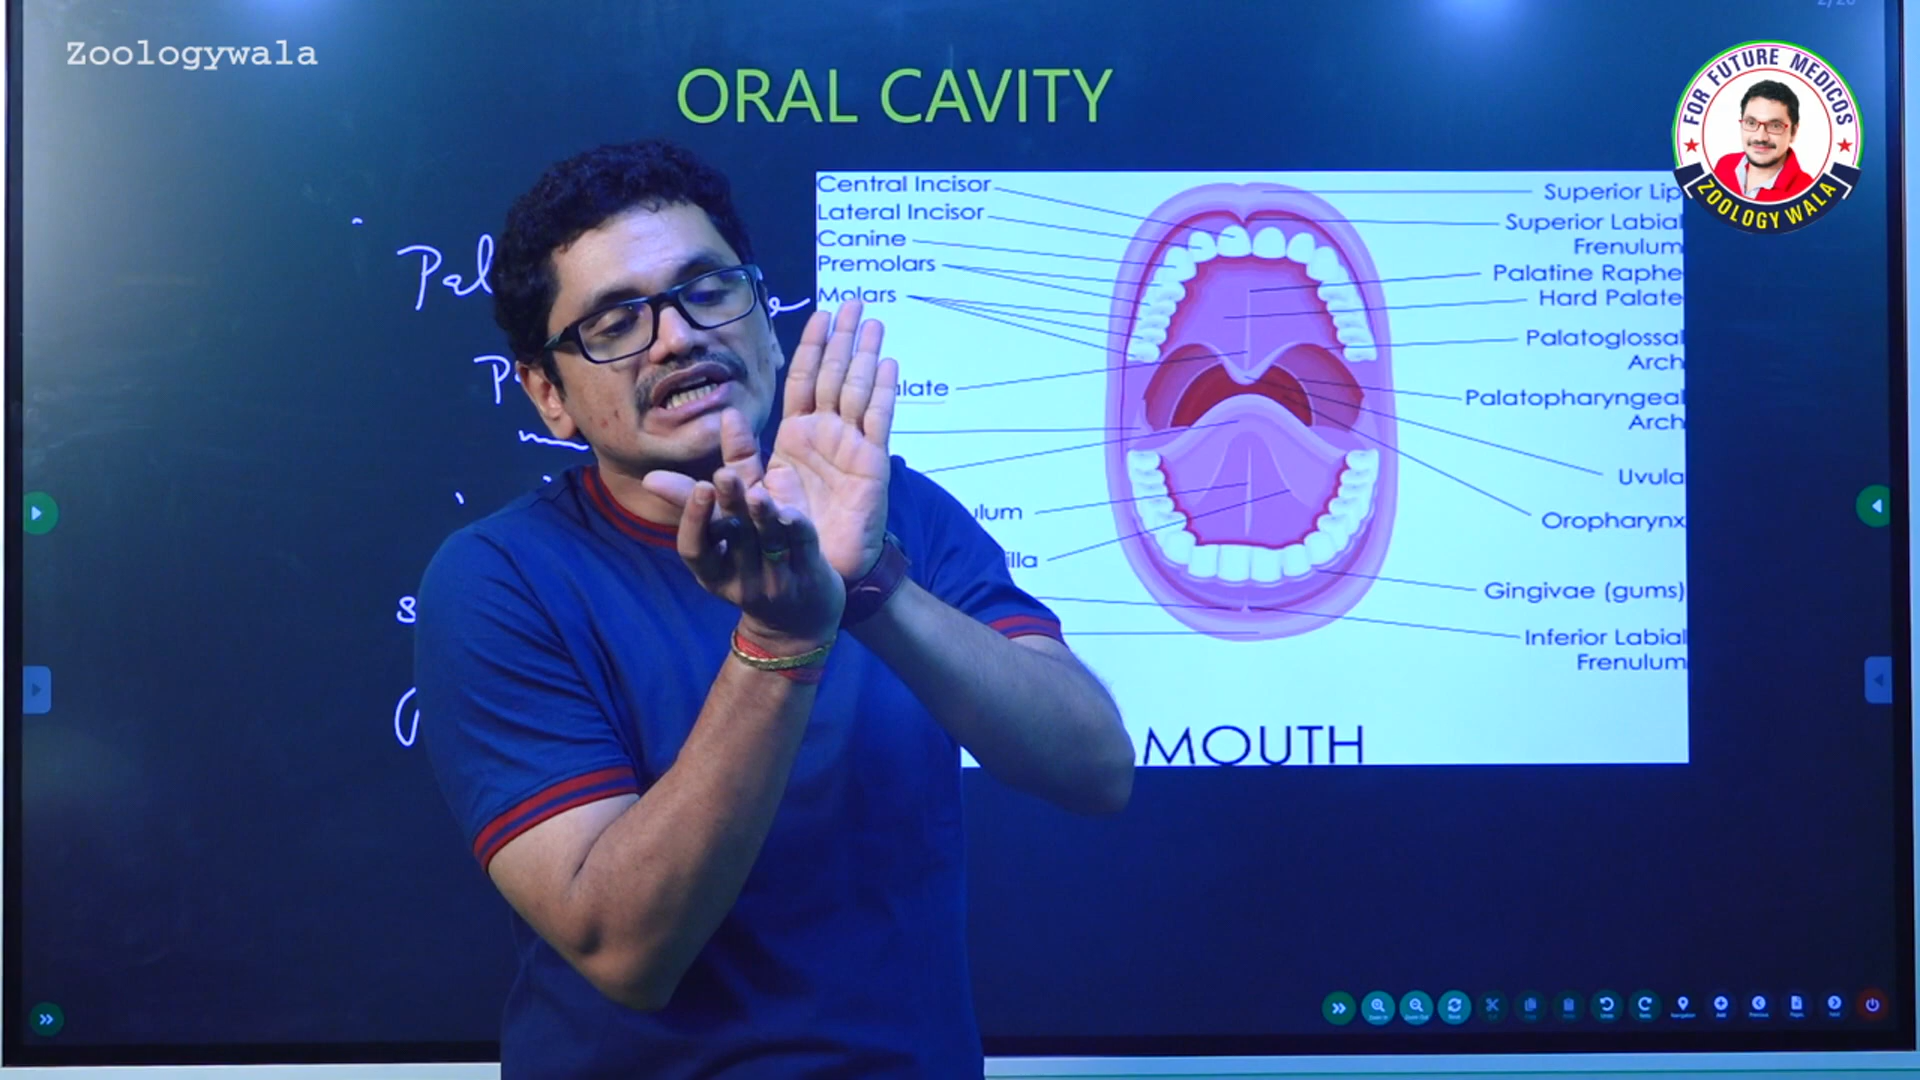 Zoologywala
FOR FUTURE MEDICOS
ZOOLOGY WALA
ORAL CAVITY
Central Incisor
Lateral Incisor
Canine
Premolars
Molars
Superior Lip
Superior Labial
Frenulum
Palatine Raphe
Hard Palate
Palatoglossal
Arch
Palatopharyngeal
Arch
Uvula
Oropharynx
Gingivae (gums)
Inferior Labial
Frenulum
MOUTH